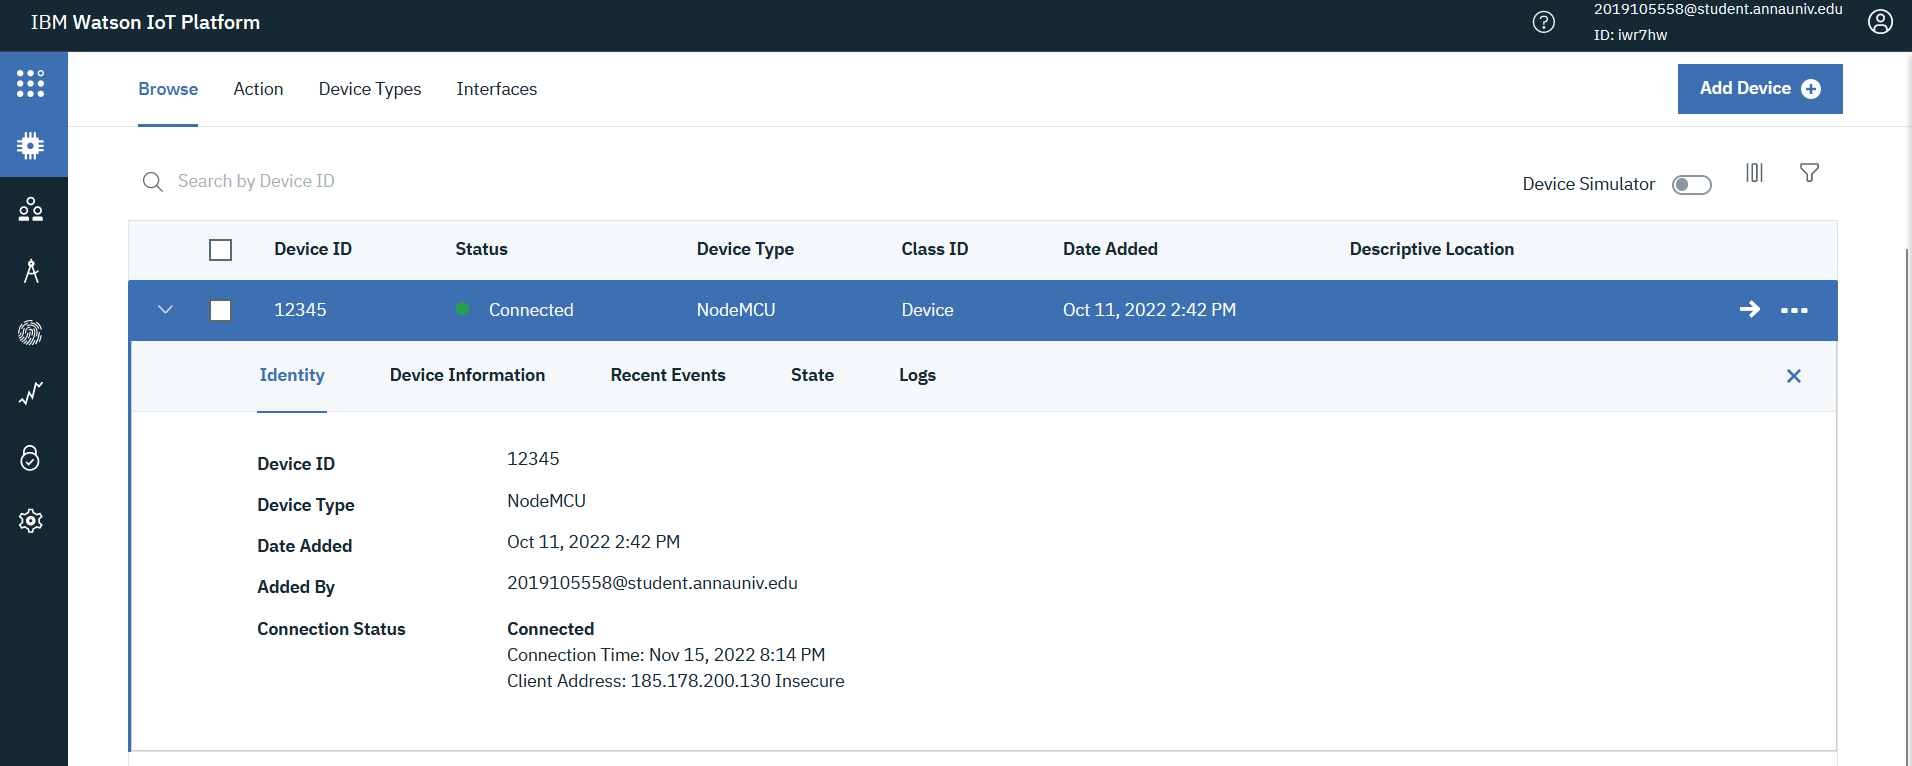 IBM Watson IoT Platform
2019105558@student.annauniv.edu
ID: iwr7hw
Browse Action Device Types Interfaces
Add Device
Search by Device ID
Device Simulator
Device ID Status Device Type Class ID Date Added Descriptive Location
12345 Connected NodeMCU Device Oct 11, 2022 2:42 PM
Identity Device Information Recent Events State Logs
Device ID 12345
Device Type NodeMCU
Date Added Oct 11, 2022 2:42 PM
Added By 2019105558@student.annauniv.edu
Connection Status Connected
Connection Time: Nov 15, 2022 8:14 PM
Client Address: 185.178.200.130 Insecure